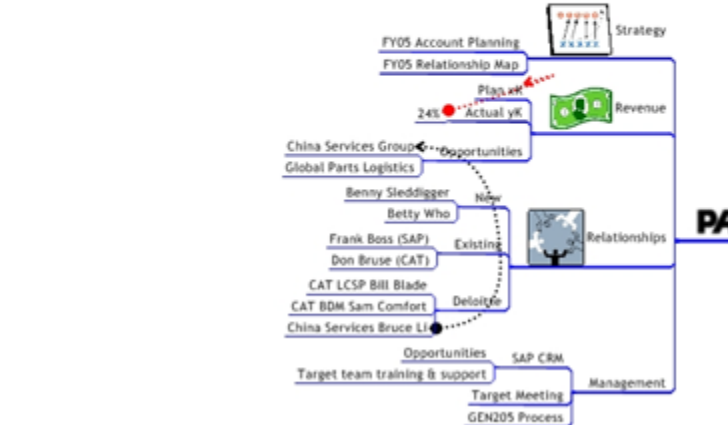 Strategy
FY05 Account Planning
FY05 Relationship Map
Revenue
Plan xK
24%
Actual yK
Opportunities
China Services Group
Global Parts Logistics
Relationships
New
Benny Sleddigger
Betty Who
Existing
Frank Boss (SAP)
Don Bruse (CAT)
Deloitte
CAT LCSP Bill Blade
CAT BDM Sam Comfort
China Services Bruce Li
Management
SAP CRM
Opportunities
Target team training & support
Target Meeting
GEN205 Process
PA